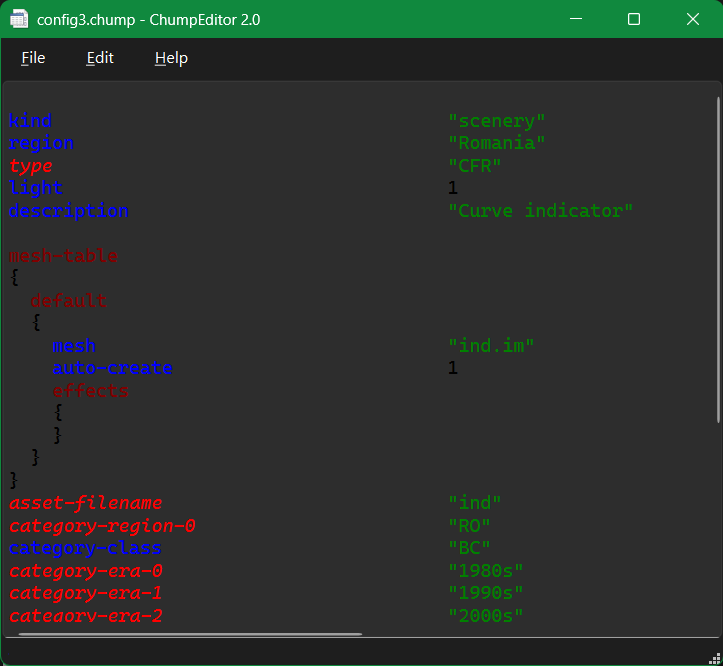 config3.chump - ChumpEditor 2.0
File Edit Help
kind "scenery"
region "Romania"
type "CFR"
light 1
description "Curve indicator"
mesh-table
{
default
{
mesh "ind.im"
auto-create 1
effects
{
}
}
}
asset-filename "ind"
category-region-0 "RO"
category-class "BC"
category-era-0 "1980s"
category-era-1 "1990s"
category-era-2 "2000s"